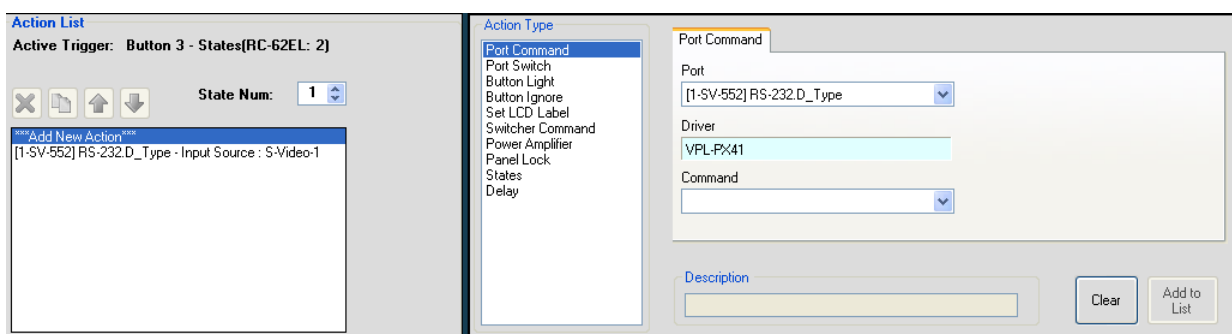 Action List
Active Trigger: Button 3 - States(RC-62EL: 2)
State Num: 1
***Add New Action***
[1-SV-552] RS-232.D_Type - Input Source : S-Video-1
Action Type
Port Command
Port Switch
Button Light
Button Ignore
Set LCD Label
Switcher Command
Power Amplifier
Panel Lock
States
Delay
Port Command
Port
[1-SV-552] RS-232.D_Type
Driver
VPL-PX41
Command
Description
Clear
Add to
List